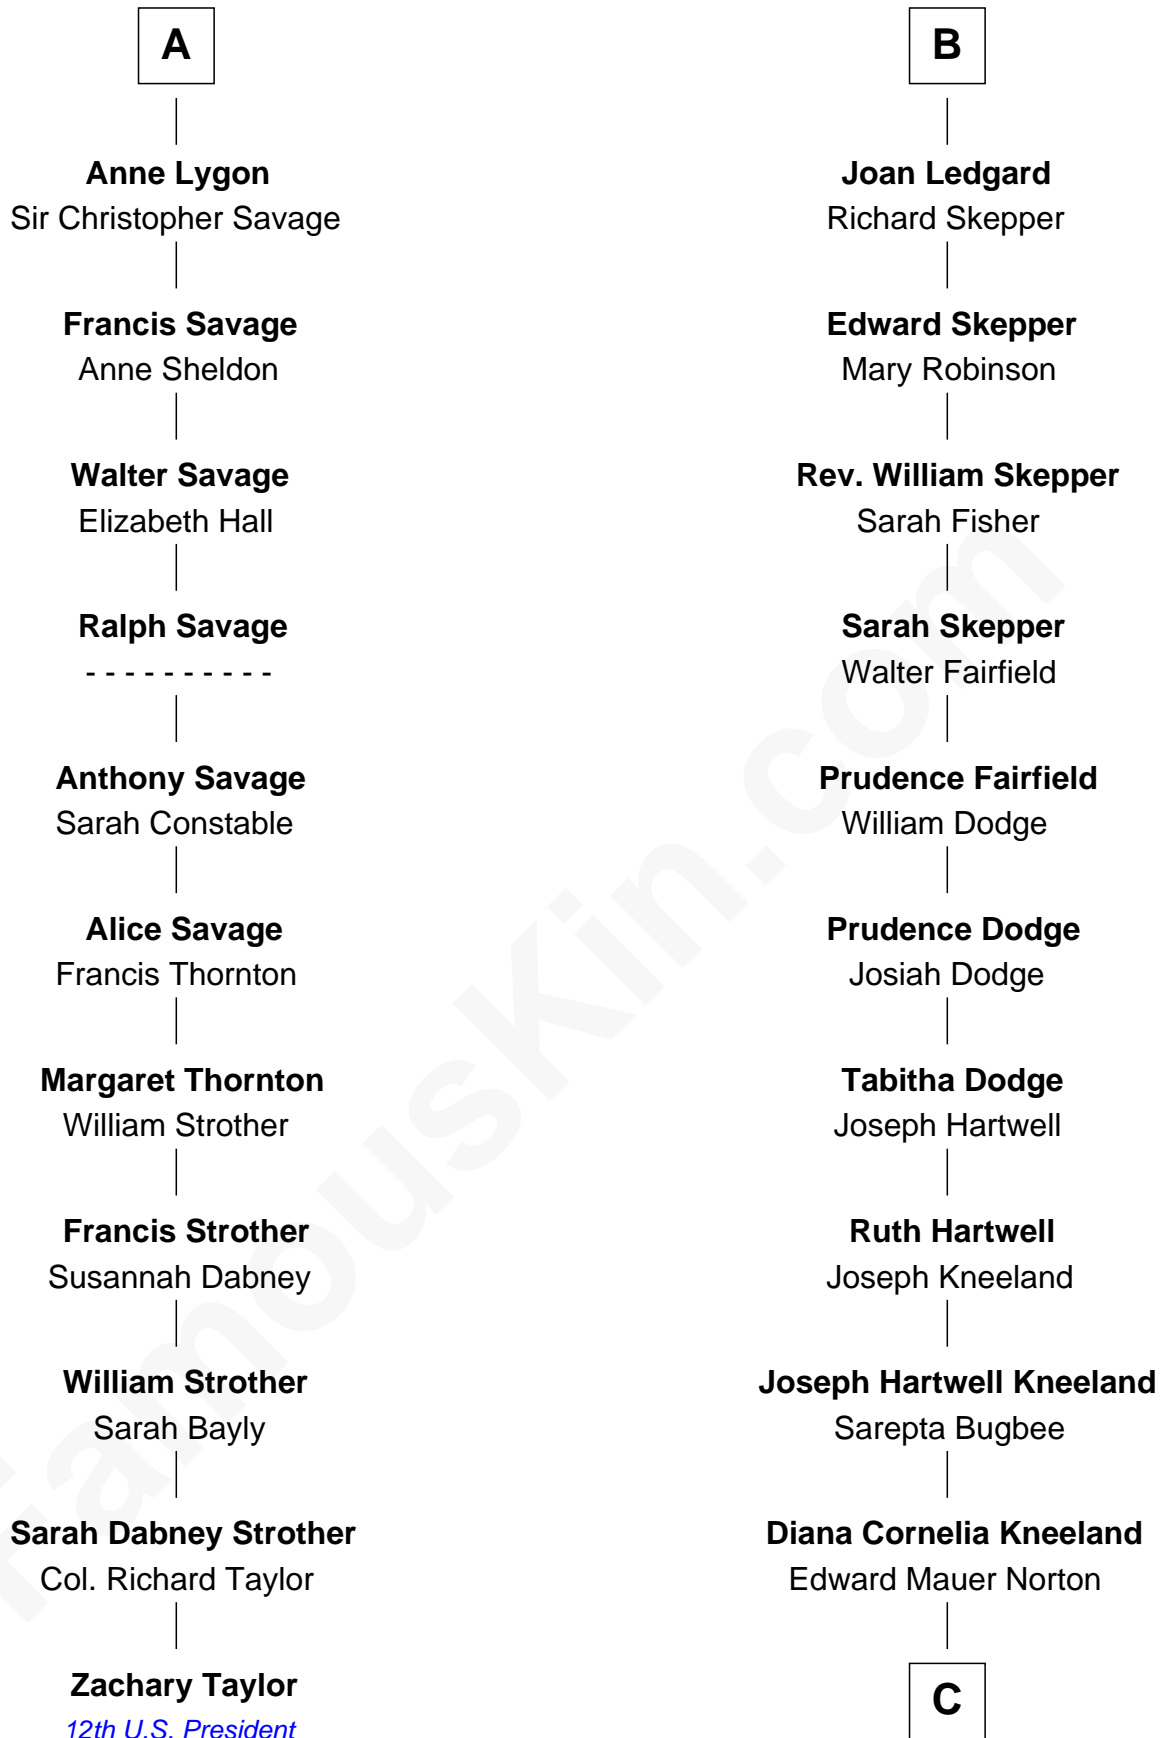 A
Anne Lygon
Sir Christopher Savage
Francis Savage
Anne Sheldon
Walter Savage
Elizabeth Hall
Ralph Savage
- - - - - - - - - -
Anthony Savage
Sarah Constable
Alice Savage
Francis Thornton
Margaret Thornton
William Strother
Francis Strother
Susannah Dabney
William Strother
Sarah Bayly
Sarah Dabney Strother
Col. Richard Taylor
Zachary Taylor
12th U.S. President
B
Joan Ledgard
Richard Skepper
Edward Skepper
Mary Robinson
Rev. William Skepper
Sarah Fisher
Sarah Skepper
Walter Fairfield
Prudence Fairfield
William Dodge
Prudence Dodge
Josiah Dodge
Tabitha Dodge
Joseph Hartwell
Ruth Hartwell
Joseph Kneeland
Joseph Hartwell Kneeland
Sarepta Bugbee
Diana Cornelia Kneeland
Edward Mauer Norton
C
FamousKin.com